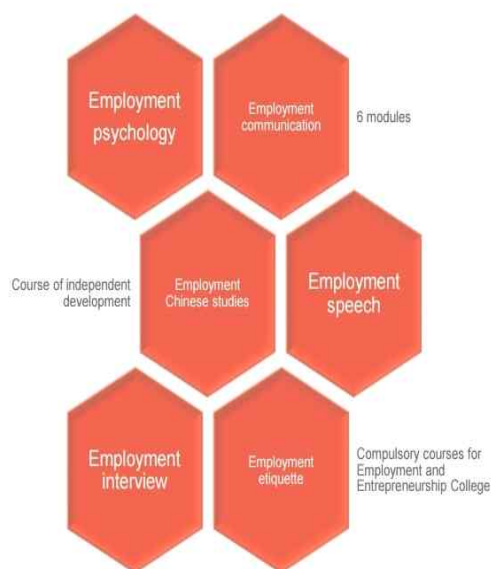 Employment
psychology
Employment
communication
6 modules
Course of independent
development
Employment
Chinese studies
Employment
speech
Employment
interview
Employment
etiquette
Compulsory courses for
Employment and
Entrepreneurship College